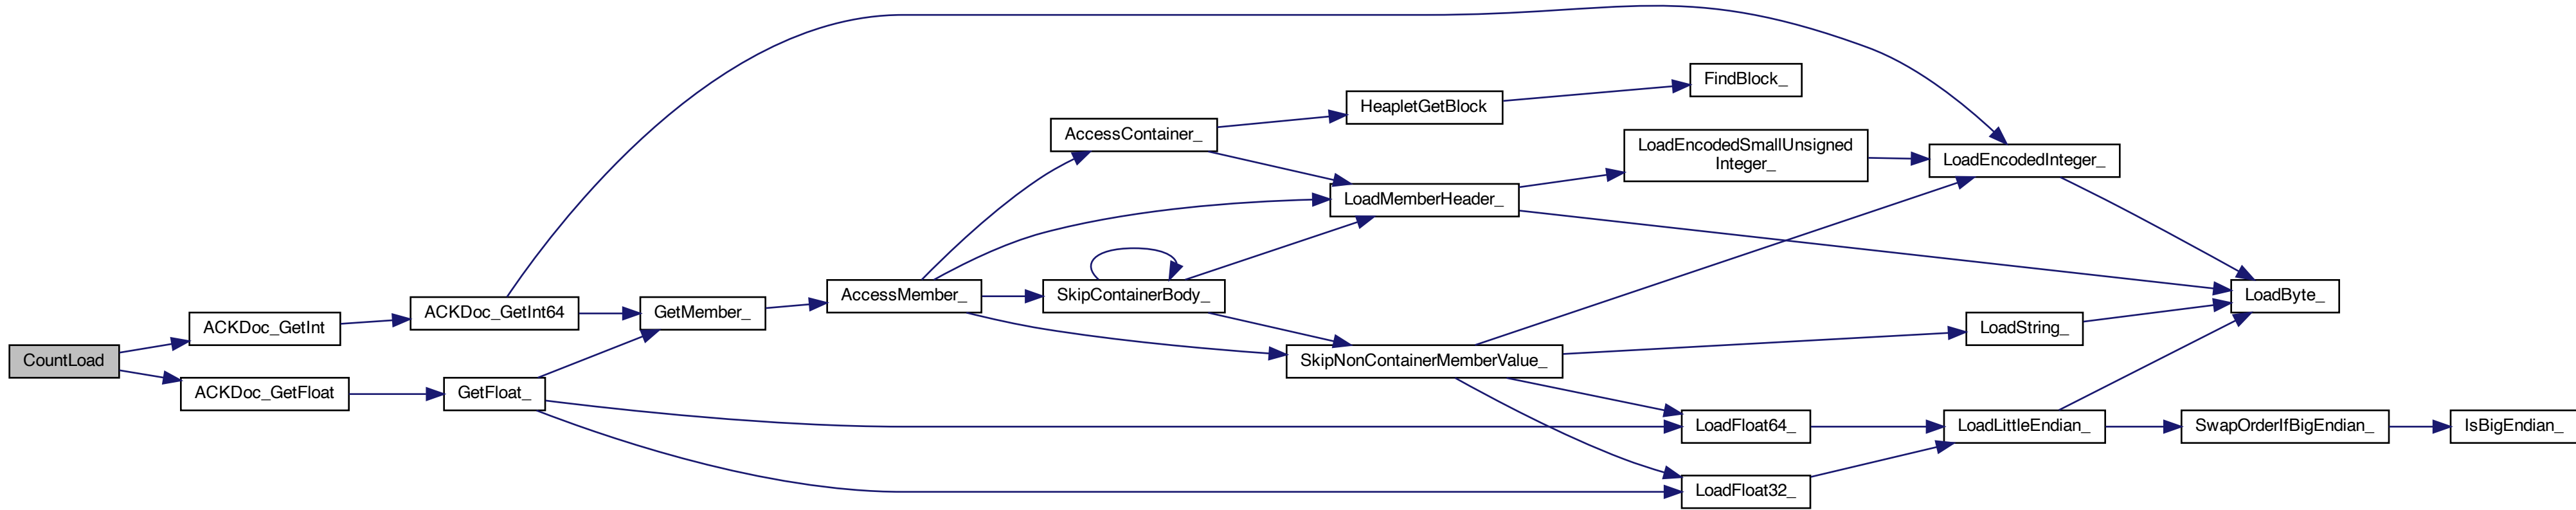 CountLoad
ACKDoc_GetInt
ACKDoc_GetFloat
ACKDoc_GetInt64
GetFloat_
GetMember_
AccessMember_
AccessContainer_
SkipContainerBody_
HeapletGetBlock
LoadMemberHeader_
SkipNonContainerMemberValue_
FindBlock_
LoadEncodedSmallUnsigned
Integer_
LoadFloat64_
LoadFloat32_
LoadEncodedInteger_
LoadString_
LoadLittleEndian_
LoadByte_
SwapOrderIfBigEndian_
IsBigEndian_